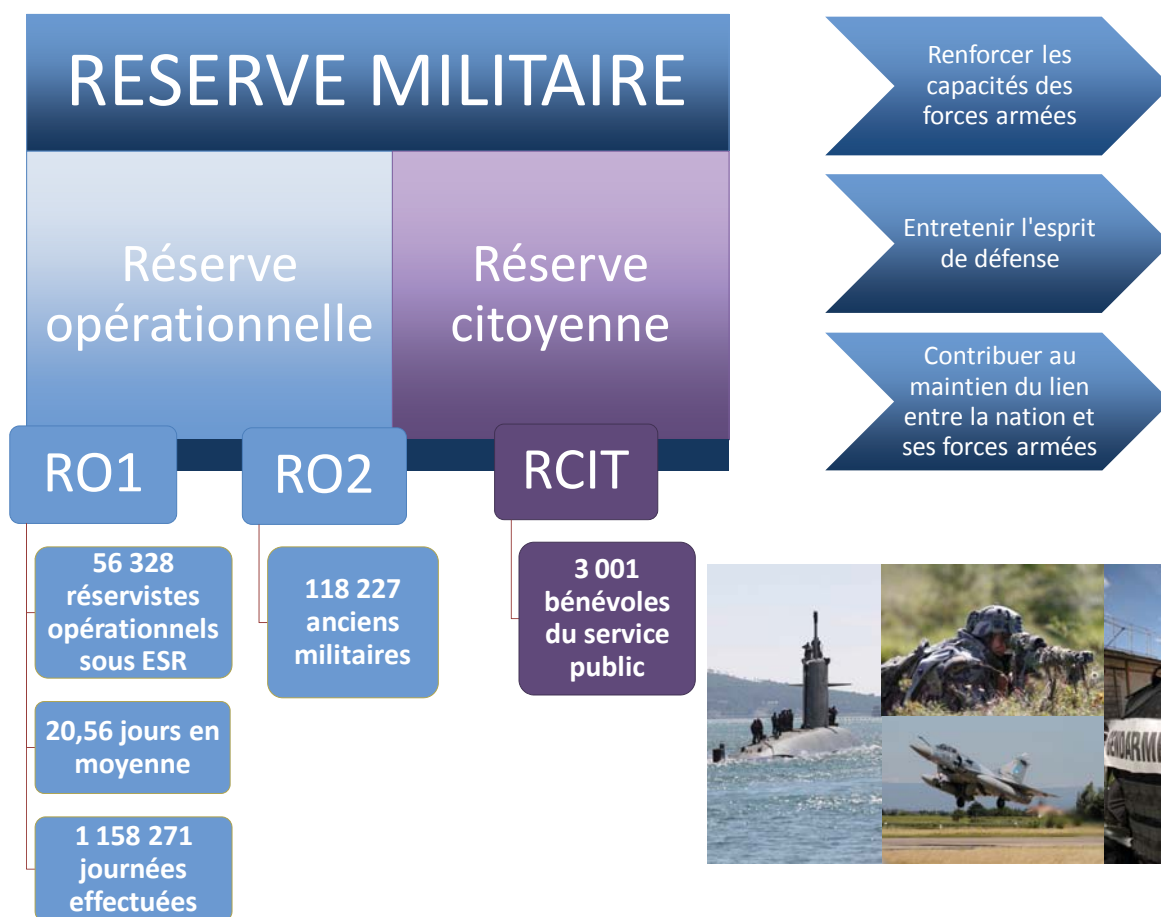 RESERVE MILITAIRE
Réserve
opérationnelle
Réserve
citoyenne
RO1
RO2
RCIT
56 328
réservistes
opérationnels
sous ESR
20,56 jours en
moyenne
1 158 271
journées
effectuées
118 227
anciens
militaires
3 001
bénévoles
du service
public
Renforcer les
capacités des
forces armées
Entretenir l'esprit
de défense
Contribuer au
maintien du lien
entre la nation et
ses forces armées
GENDARM